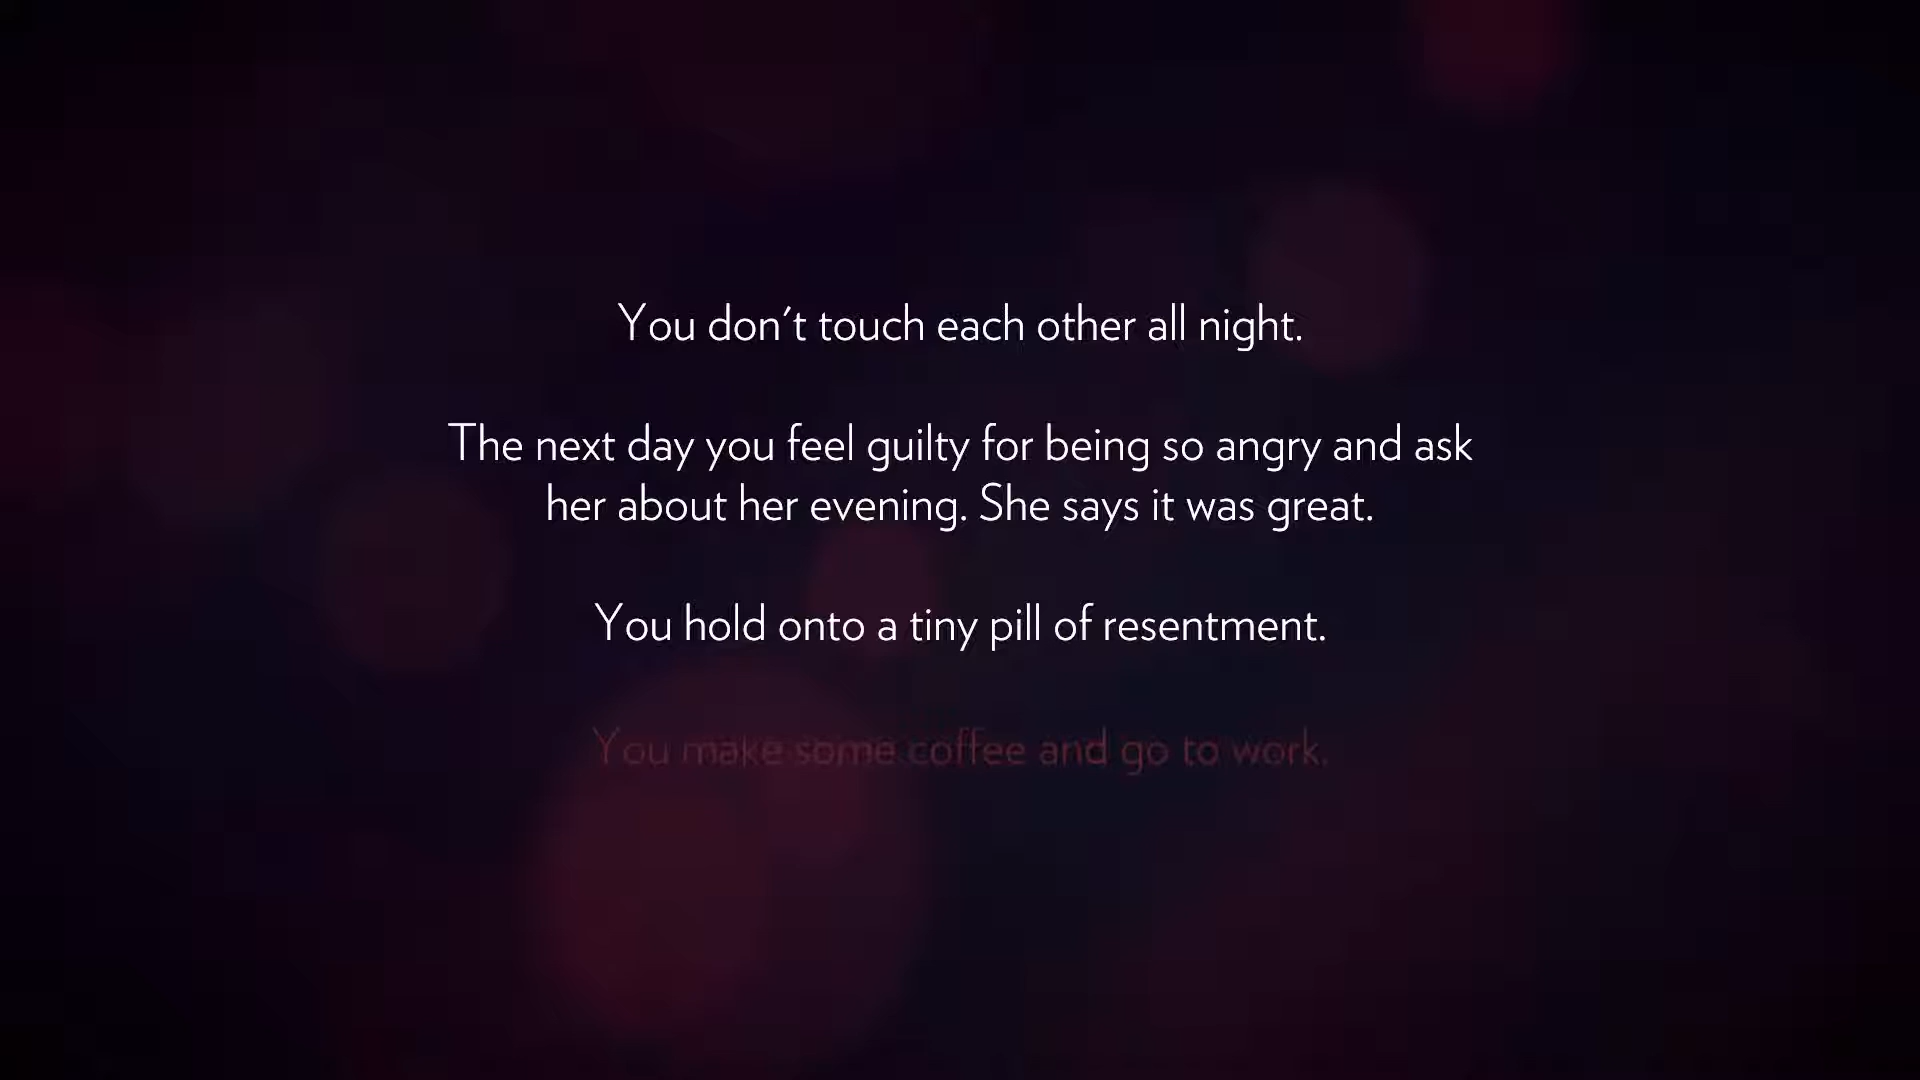 You don't touch each other all night.
The next day you feel guilty for being so angry and ask
her about her evening. She says it was great.
You hold onto a tiny pill of resentment.
You make some coffee and go to work.